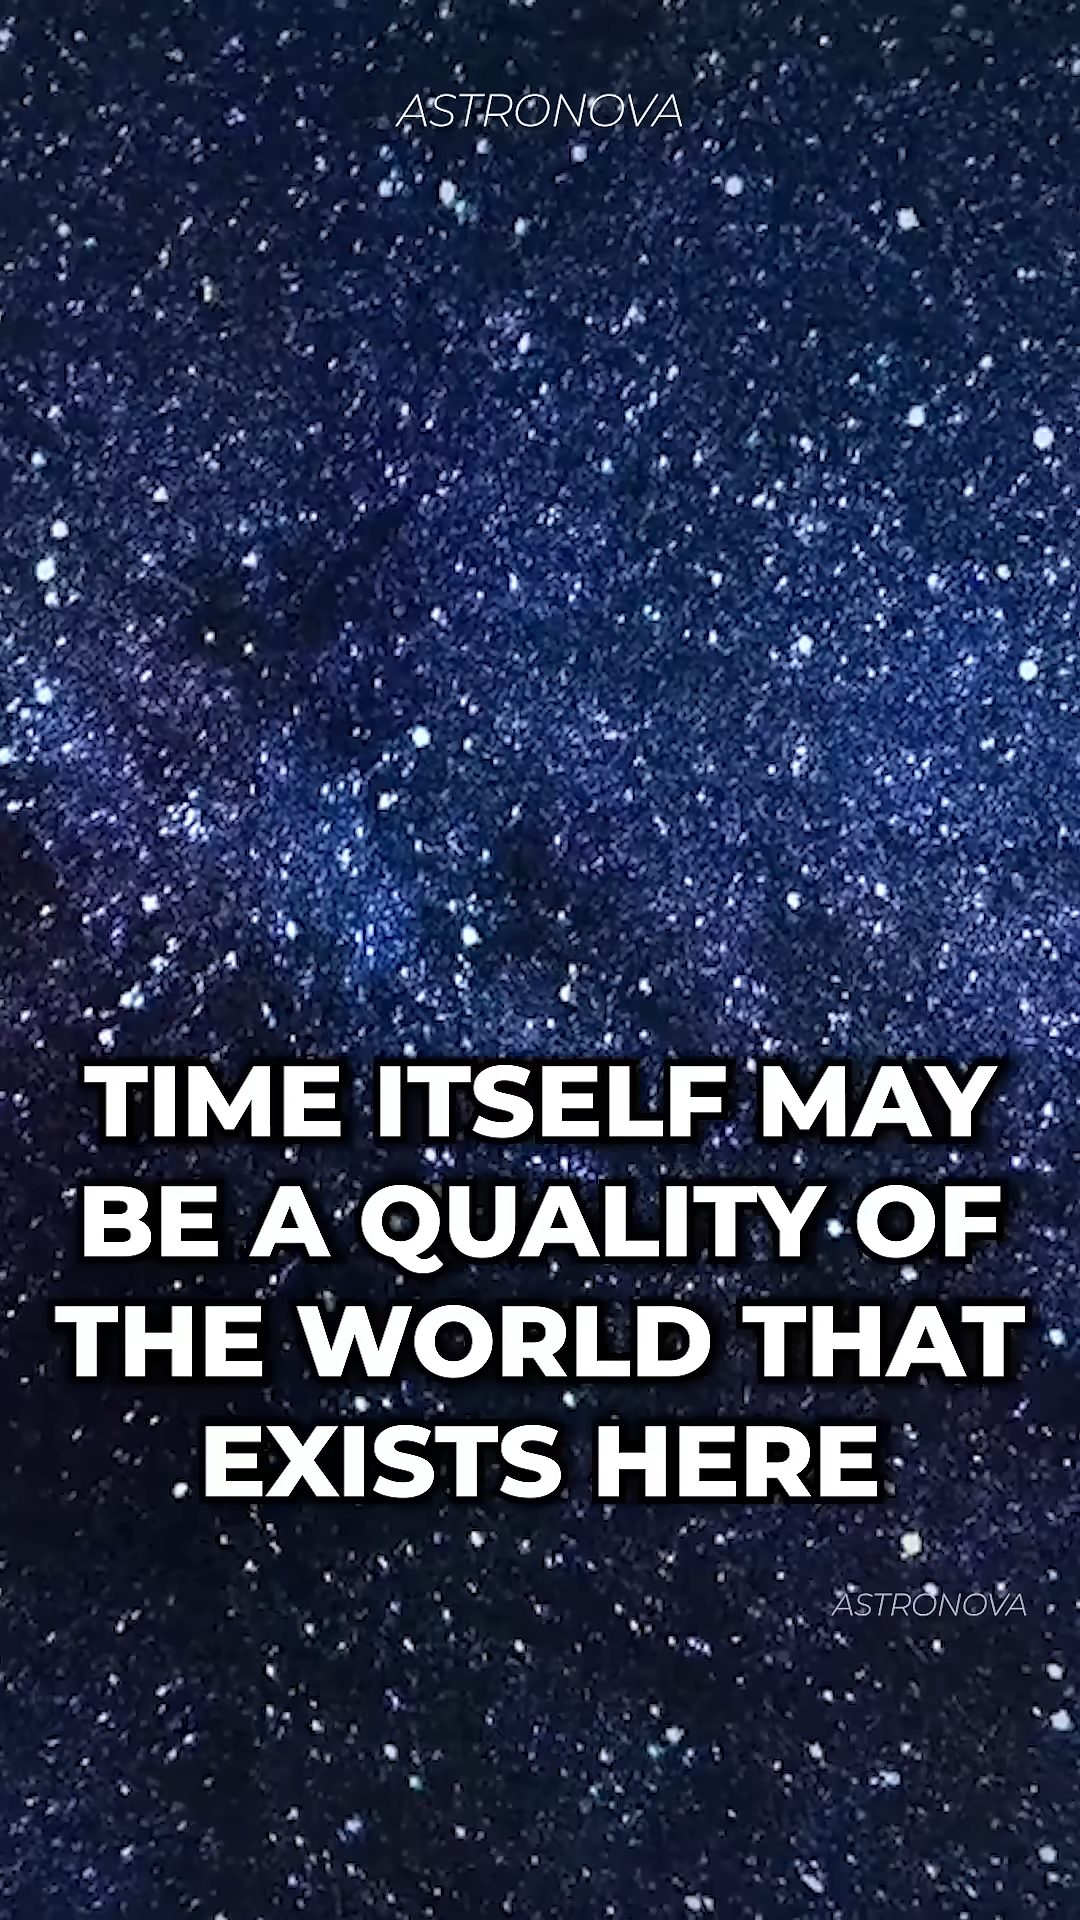 ASTRONOVA
TIME ITSELF MAY
BE A QUALITY OF
THE WORLD THAT
EXISTS HERE
ASTRONOVA